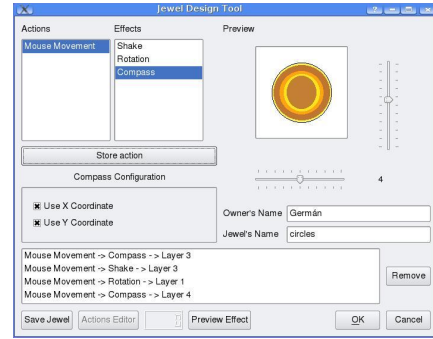 Jewel Design Tool
Actions
Effects
Preview
Mouse Movement
Shake
Rotation
Compass
Store action
Compass Configuration
4
Use X Coordinate
Use Y Coordinate
Owner's Name Germán
Jewel's Name circles
Mouse Movement -> Compass - > Layer 3
Mouse Movement -> Shake - > Layer 3
Mouse Movement -> Rotation - > Layer 1
Mouse Movement -> Compass - > Layer 4
Remove
Save Jewel Actions Editor Preview Effect OK Cancel